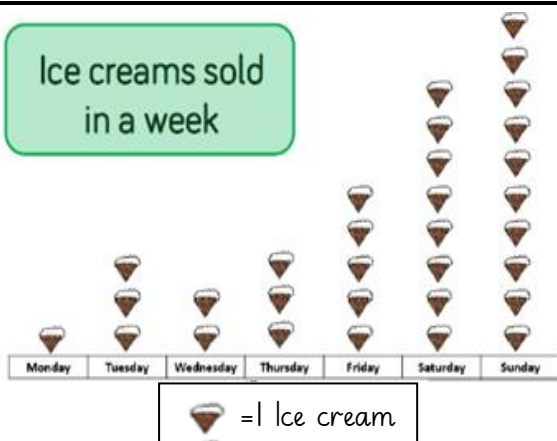 Ice creams sold
in a week
Monday Tuesday Wednesday Thursday Friday Saturday Sunday
=1 Ice cream